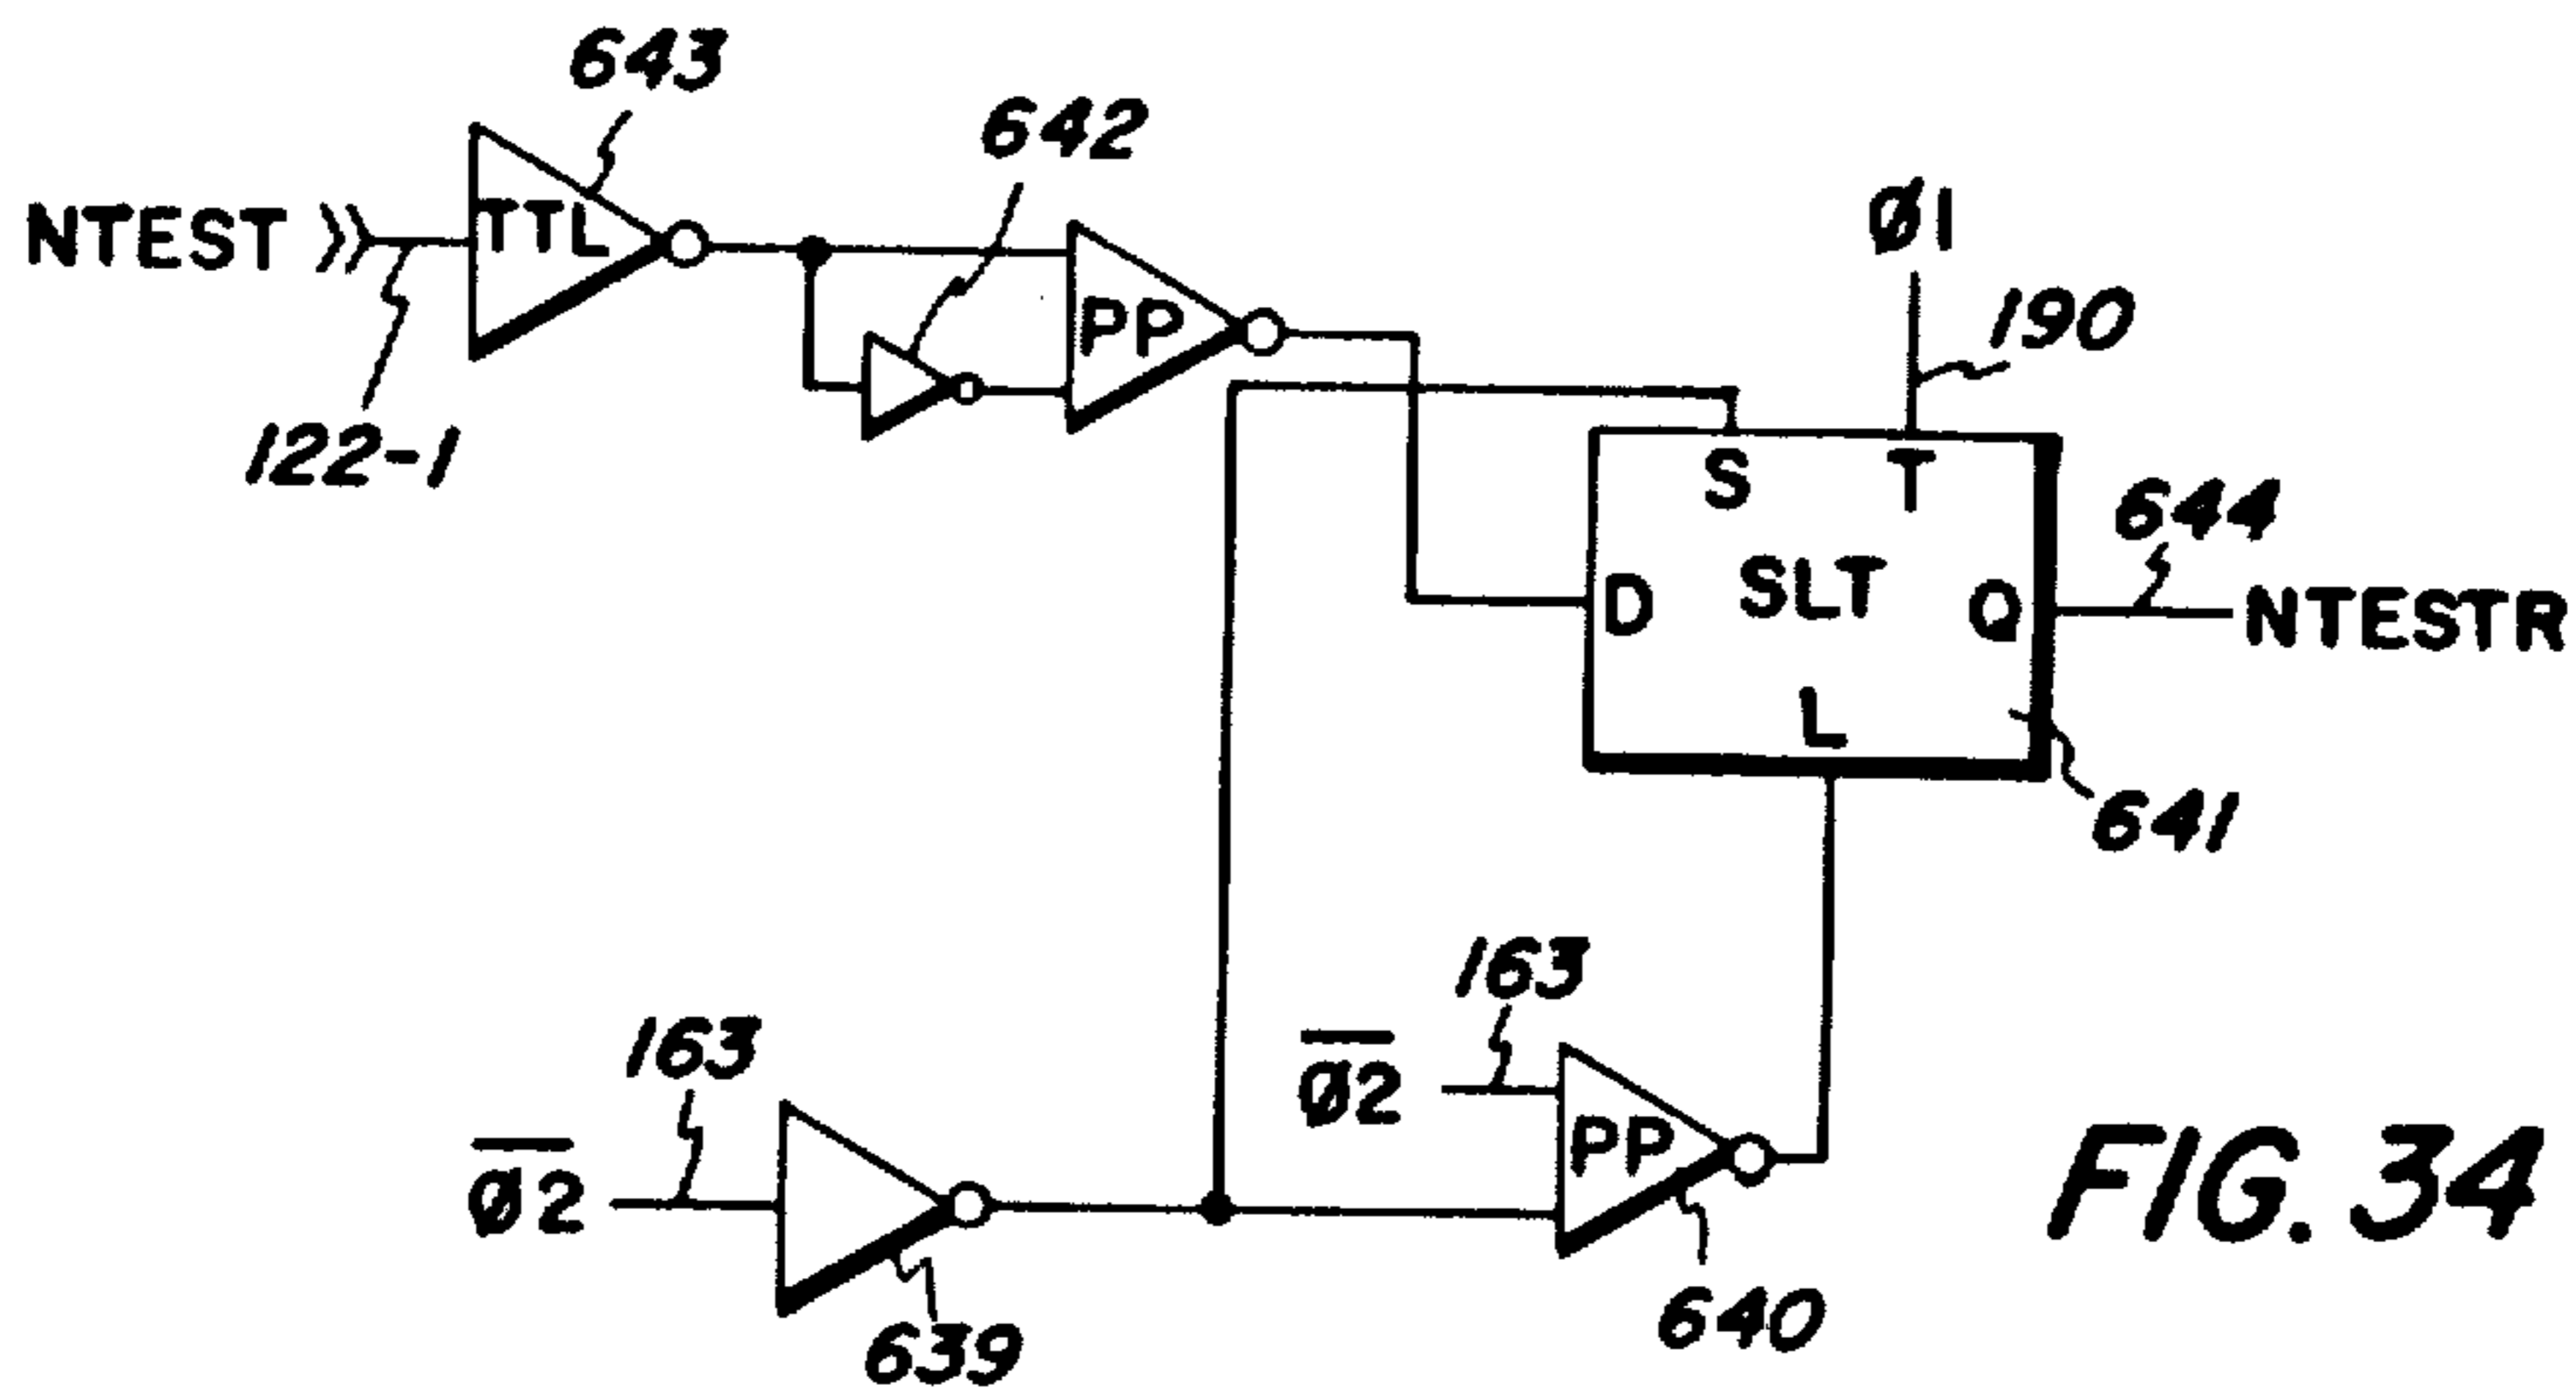 643
642
NTEST
TTL
Ø1
190
PP
122-1
S T
644
D SLT Q
NTESTR
L
641
163
163
Ø2
PP
Ø2
FIG. 34
640
639